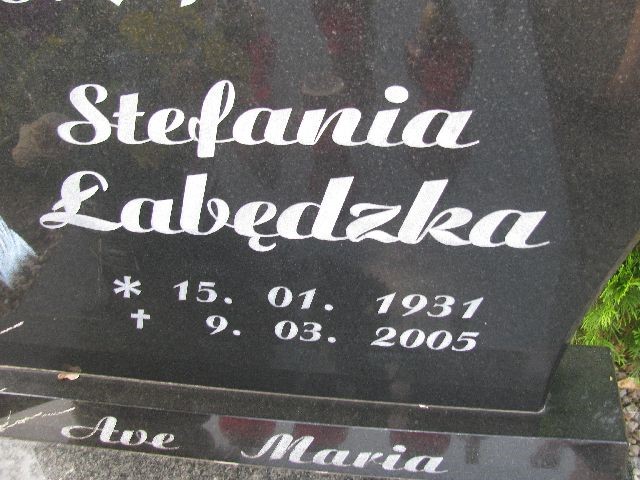 Stefania
Łabędzka
* 15. 01. 1931
† 9. 03. 2005
Ave Maria